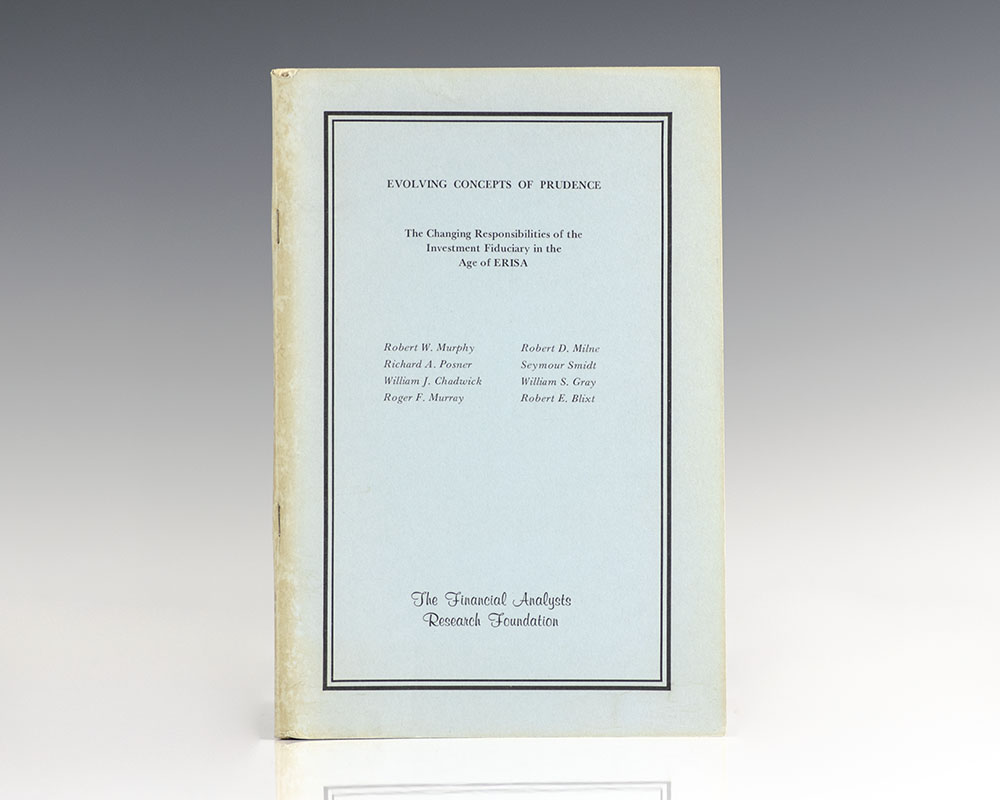 EVOLVING CONCEPTS OF PRUDENCE
The Changing Responsibilities of the
Investment Fiduciary in the
Age of ERISA
Robert W. Murphy
Richard A. Posner
William J. Chadwick
Roger F. Murray
Robert D. Milne
Seymour Smidt
William S. Gray
Robert E. Blixt
The Financial Analysts
Research Foundation